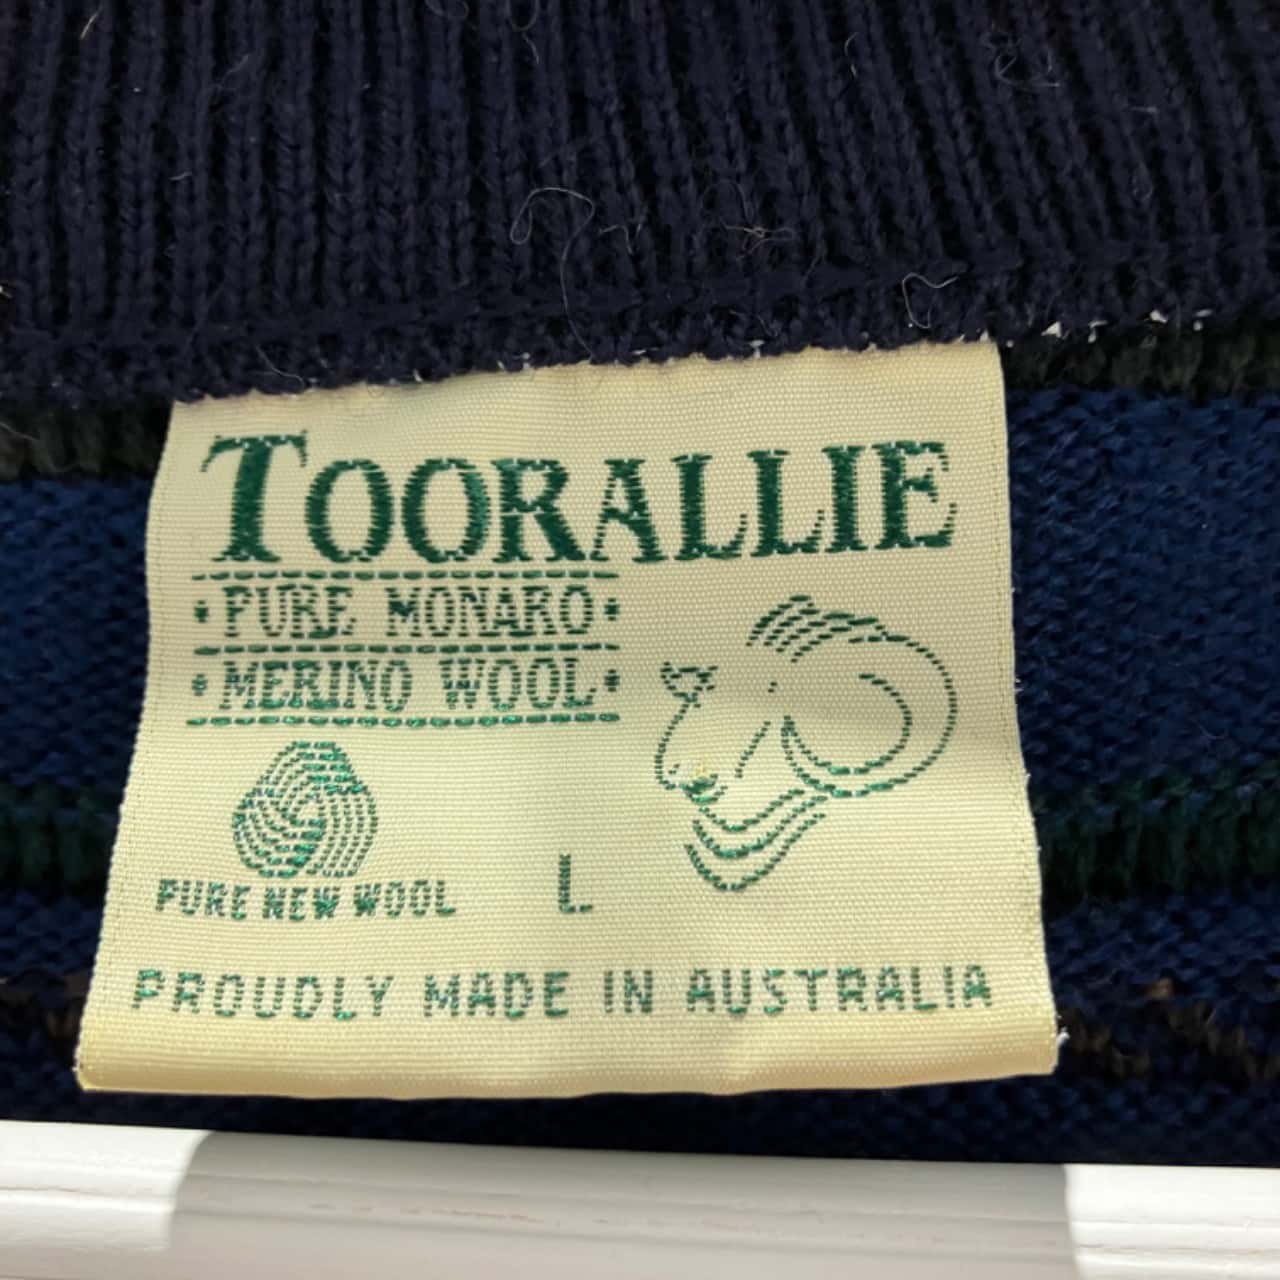 TOORALLIE
• PURE MONARO •
• MERINO WOOL •
PURE NEW WOOL
L
PROUDLY MADE IN AUSTRALIA